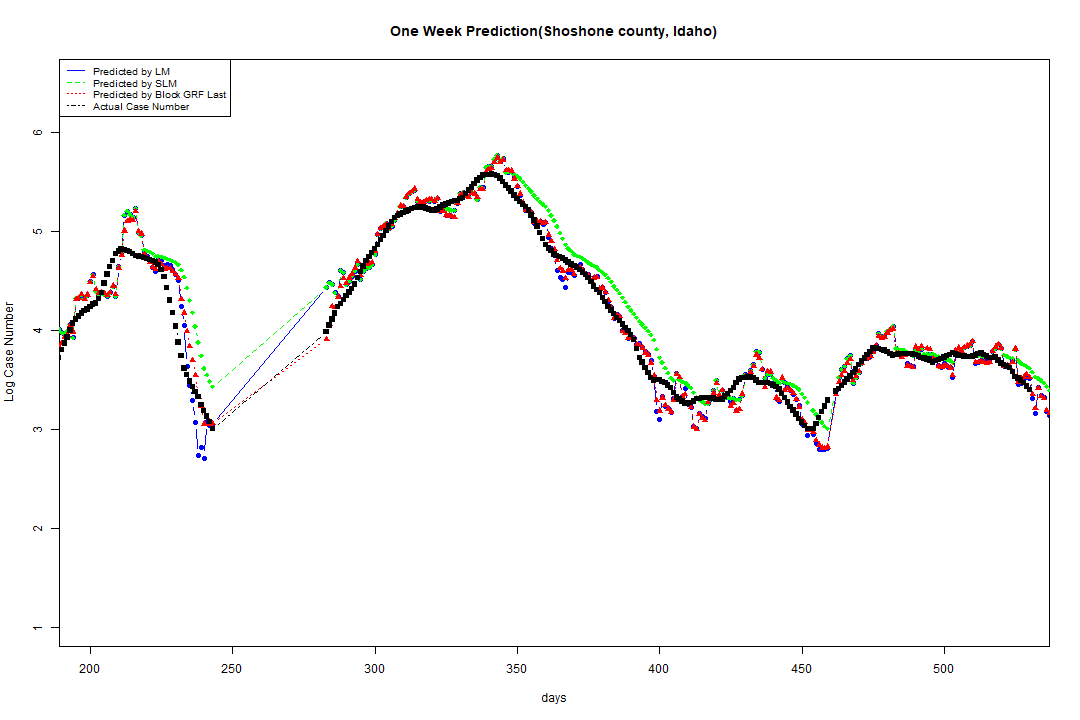 One Week Prediction(Shoshone county, Idaho)
Predicted by LM
Predicted by SLM
Predicted by Block GRF Last
Actual Case Number
6
5
4
3
2
1
Log Case Number
200 250 300 350 400 450 500
days